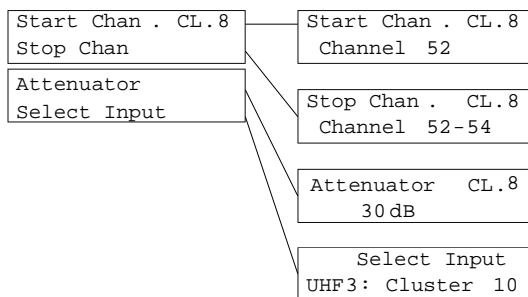 Start Chan . CL.8
Stop Chan
Attenuator
Select Input
Start Chan . CL.8
Channel 52
Stop Chan . CL.8
Channel 52-54
Attenuator CL.8
30dB
Select Input
UHF3: Cluster 10